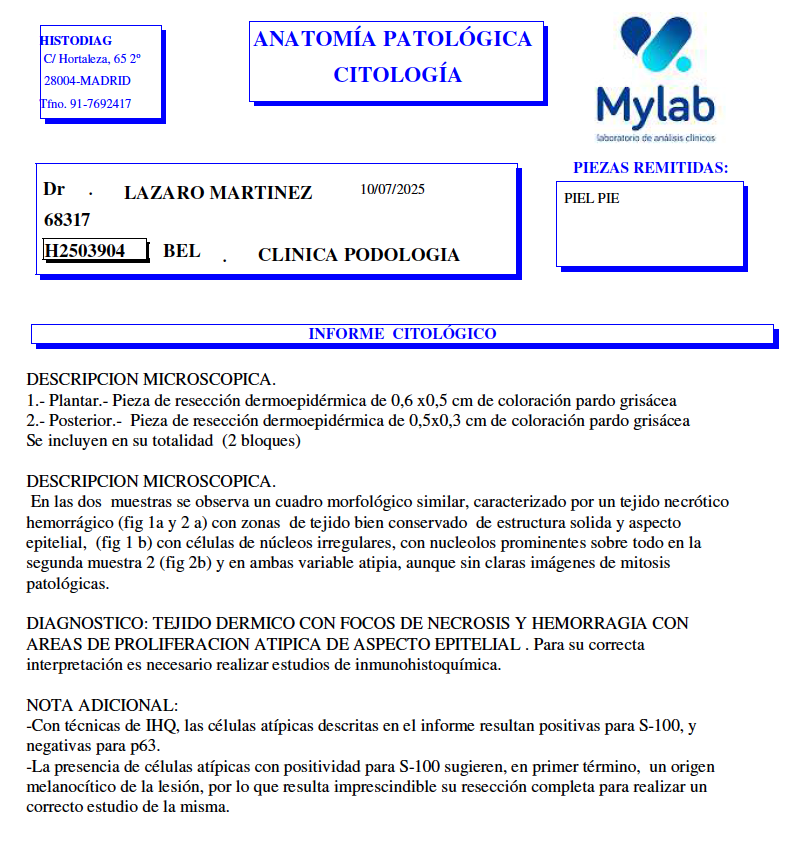 HISTODIAG
C/ Hortaleza, 65 2º
28004-MADRID
Tfno. 91-7692417
ANATOMÍA PATOLÓGICA
CITOLOGÍA
Mylab
laboratorio de análisis clínicos
Dr . LAZARO MARTINEZ 10/07/2025
68317
H2503904 BEL . CLINICA PODOLOGIA
PIEZAS REMITIDAS:
PIEL PIE
INFORME CITOLÓGICO
DESCRIPCION MICROSCOPICA.
1.- Plantar.- Pieza de resección dermoepidérmica de 0,6 x0,5 cm de coloración pardo grisácea
2.- Posterior.- Pieza de resección dermoepidérmica de 0,5x0,3 cm de coloración pardo grisácea
Se incluyen en su totalidad (2 bloques)
DESCRIPCION MICROSCOPICA.
En las dos muestras se observa un cuadro morfológico similar, caracterizado por un tejido necrótico
hemorrágico (fig 1a y 2 a) con zonas de tejido bien conservado de estructura solida y aspecto
epitelial, (fig 1 b) con células de núcleos irregulares, con nucleolos prominentes sobre todo en la
segunda muestra 2 (fig 2b) y en ambas variable atipia, aunque sin claras imágenes de mitosis
patológicas.
DIAGNOSTICO: TEJIDO DERMICO CON FOCOS DE NECROSIS Y HEMORRAGIA CON
AREAS DE PROLIFERACION ATIPICA DE ASPECTO EPITELIAL . Para su correcta
interpretación es necesario realizar estudios de inmunohistoquímica.
NOTA ADICIONAL:
-Con técnicas de IHQ, las células atípicas descritas en el informe resultan positivas para S-100, y
negativas para p63.
-La presencia de células atípicas con positividad para S-100 sugieren, en primer término, un origen
melanocítico de la lesión, por lo que resulta imprescindible su resección completa para realizar un
correcto estudio de la misma.